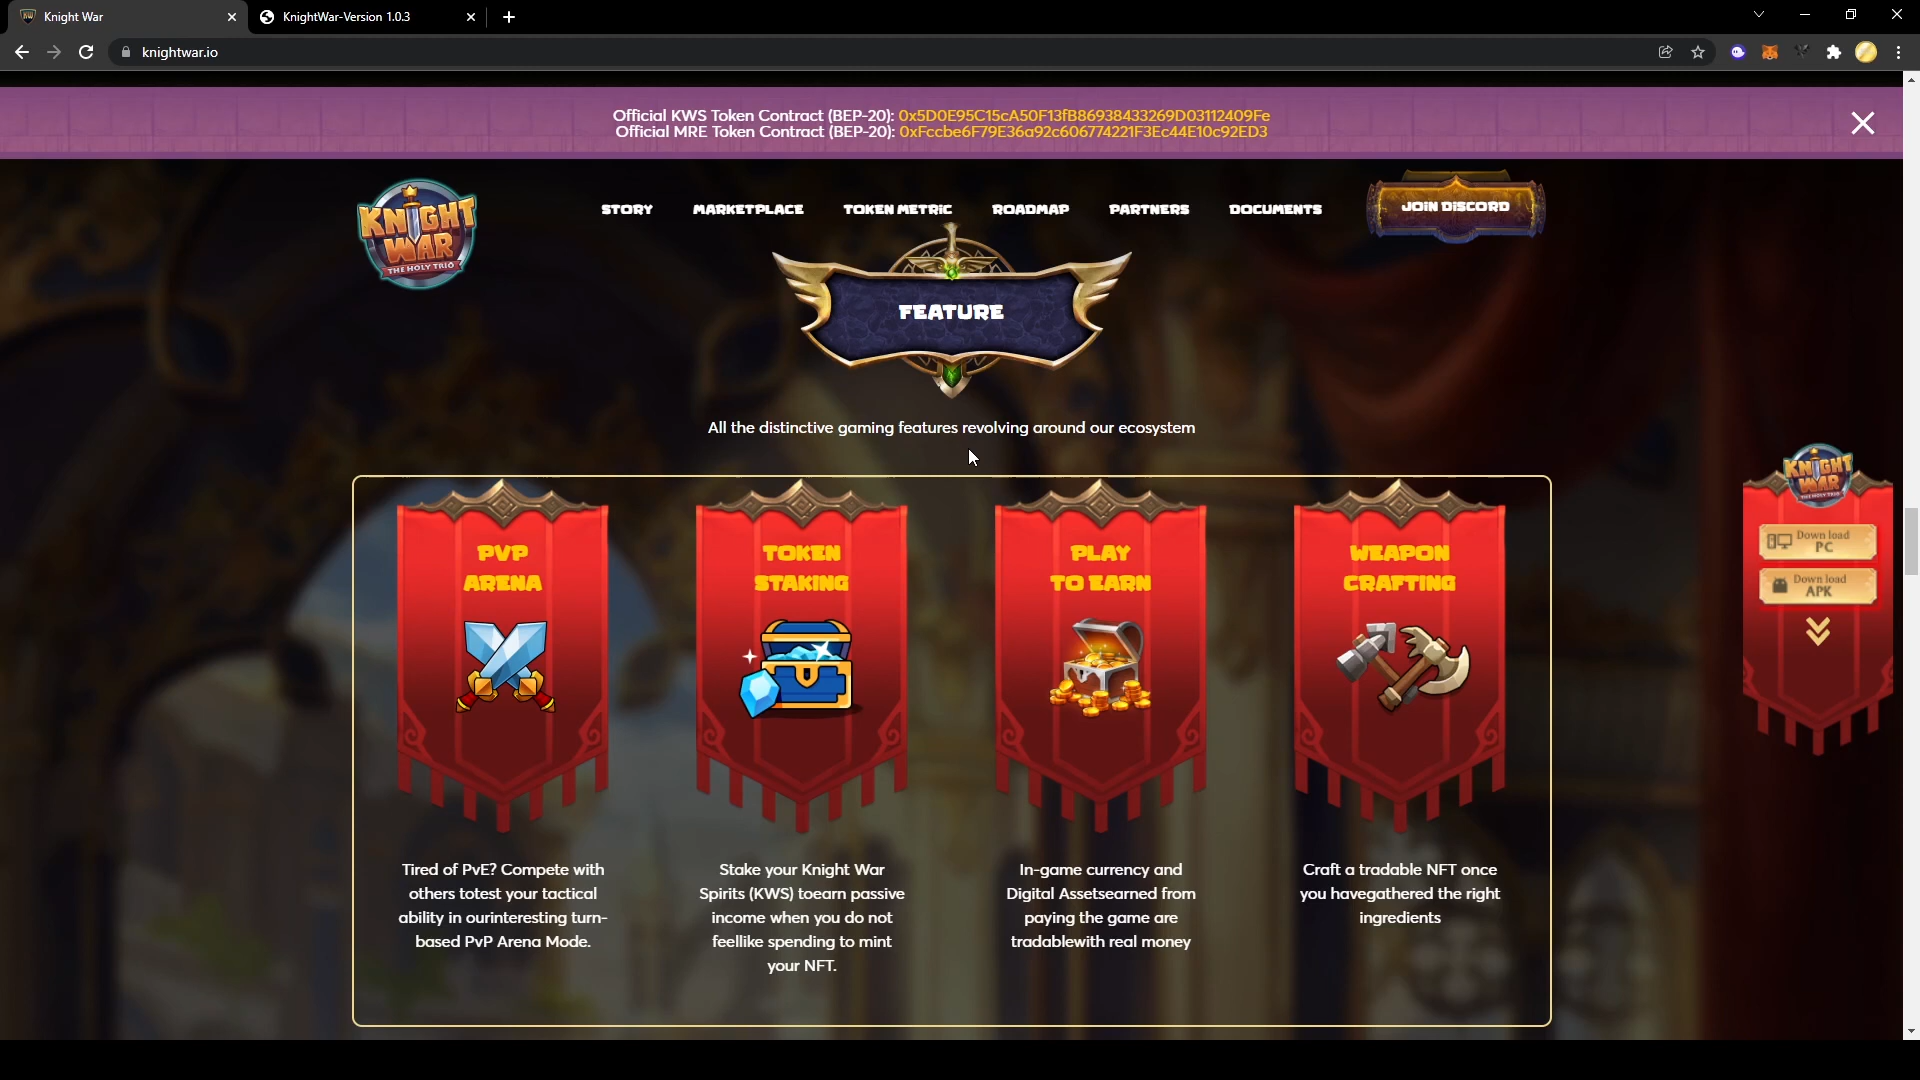 Knight War
KnightWar-Version 1.0.3
knightwar.io
Official KWS Token Contract (BEP-20): 0x5D0E95C15cA50F13fB86938433269D03112409Fe
Official MRE Token Contract (BEP-20): 0xFccbe6F79E36a92c606774221F3Ec44E10c92ED3
KNIGHT
WAR
THE HOLY TRIO
STORY
MARKETPLACE
TOKEN METRIC
ROADMAP
PARTNERS
DOCUMENTS
JOIN DISCORD
FEATURE
All the distinctive gaming features revolving around our ecosystem
PVP
ARENA
Tired of PvE? Compete with
others totest your tactical
ability in ourinteresting turn-
based PvP Arena Mode.
TOKEN
STAKING
Stake your Knight War
Spirits (KWS) toearn passive
income when you do not
feellike spending to mint
your NFT.
PLAY
TO EARN
In-game currency and
Digital Assetsearned from
paying the game are
tradablewith real money
WEAPON
CRAFTING
Craft a tradable NFT once
you havegathered the right
ingredients
KNIGHT
WAR
THE HOLY TRIO
Down load
PC
Down load
APK